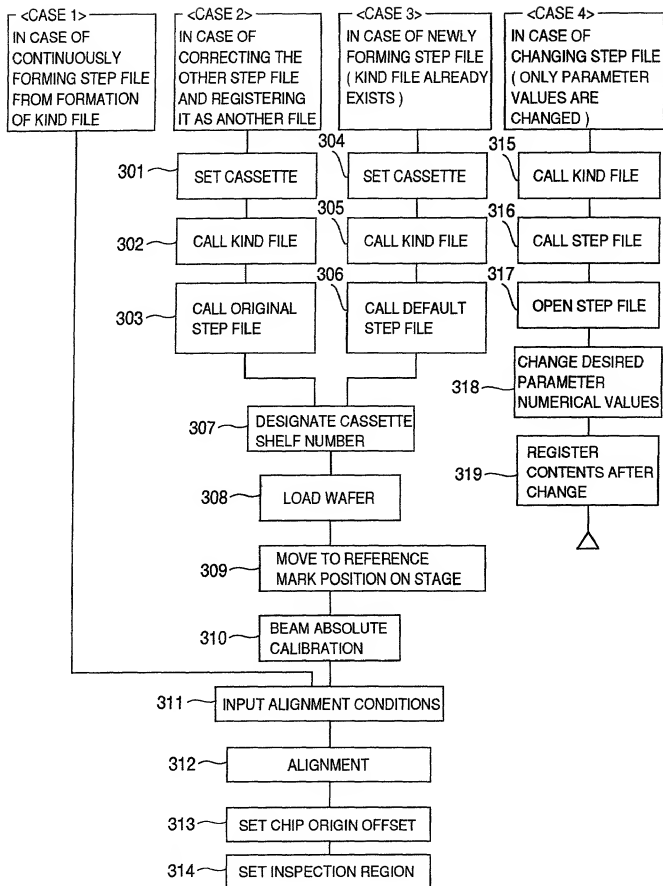 <CASE 1>
IN CASE OF
CONTINUOUSLY
FORMING STEP FILE
FROM FORMATION
OF KIND FILE
<CASE 2>
IN CASE OF
CORRECTING THE
OTHER STEP FILE
AND REGISTERING
IT AS ANOTHER FILE
<CASE 3>
IN CASE OF NEWLY
FORMING STEP FILE
( KIND FILE ALREADY
EXISTS )
<CASE 4>
IN CASE OF
CHANGING STEP FILE
( ONLY PARAMETER
VALUES ARE
CHANGED )
301
SET CASSETTE
304
SET CASSETTE
315
CALL KIND FILE
302
CALL KIND FILE
305
CALL KIND FILE
316
CALL STEP FILE
303
CALL ORIGINAL
STEP FILE
306
CALL DEFAULT
STEP FILE
317
OPEN STEP FILE
318
CHANGE DESIRED
PARAMETER
NUMERICAL VALUES
307
DESIGNATE CASSETTE
SHELF NUMBER
319
REGISTER
CONTENTS AFTER
CHANGE
308
LOAD WAFER
309
MOVE TO REFERENCE
MARK POSITION ON STAGE
310
BEAM ABSOLUTE
CALIBRATION
311
INPUT ALIGNMENT CONDITIONS
312
ALIGNMENT
313
SET CHIP ORIGIN OFFSET
314
SET INSPECTION REGION